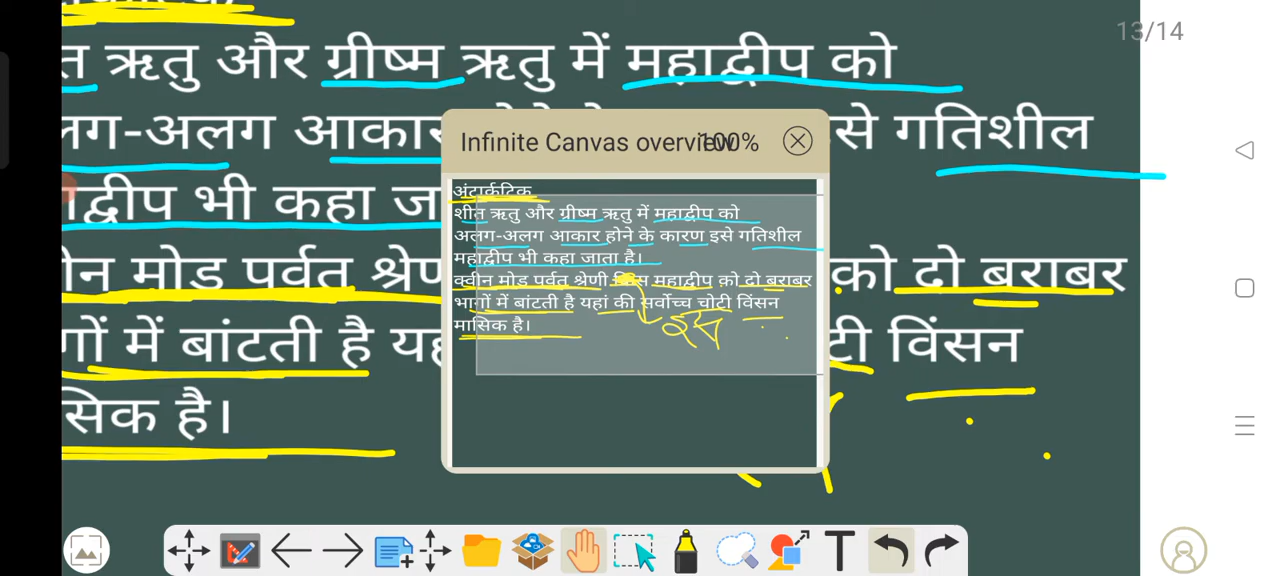 13/14
त ऋतु और ग्रीष्म ऋतु में महाद्वीप को
लग-अलग आकार
से गतिशील
द्वीप भी कहा ज
वीन मोड पर्वत श्रेण
को दो बराबर
गों में बांटती है यह
टी विंसन
सिक है।
Infinite Canvas overview
100%
अंटार्कटिक
शीत ऋतु और ग्रीष्म ऋतु में महाद्वीप को
अलग-अलग आकार होने के कारण इसे गतिशील
महाद्वीप भी कहा जाता है।
क्वीन मोड पर्वत श्रेणी किस महाद्वीप क़ो दो बराबर
भागों में बांटती है यहां की सर्वोच्च चोटी विंसन
इस
मासिक है।
T